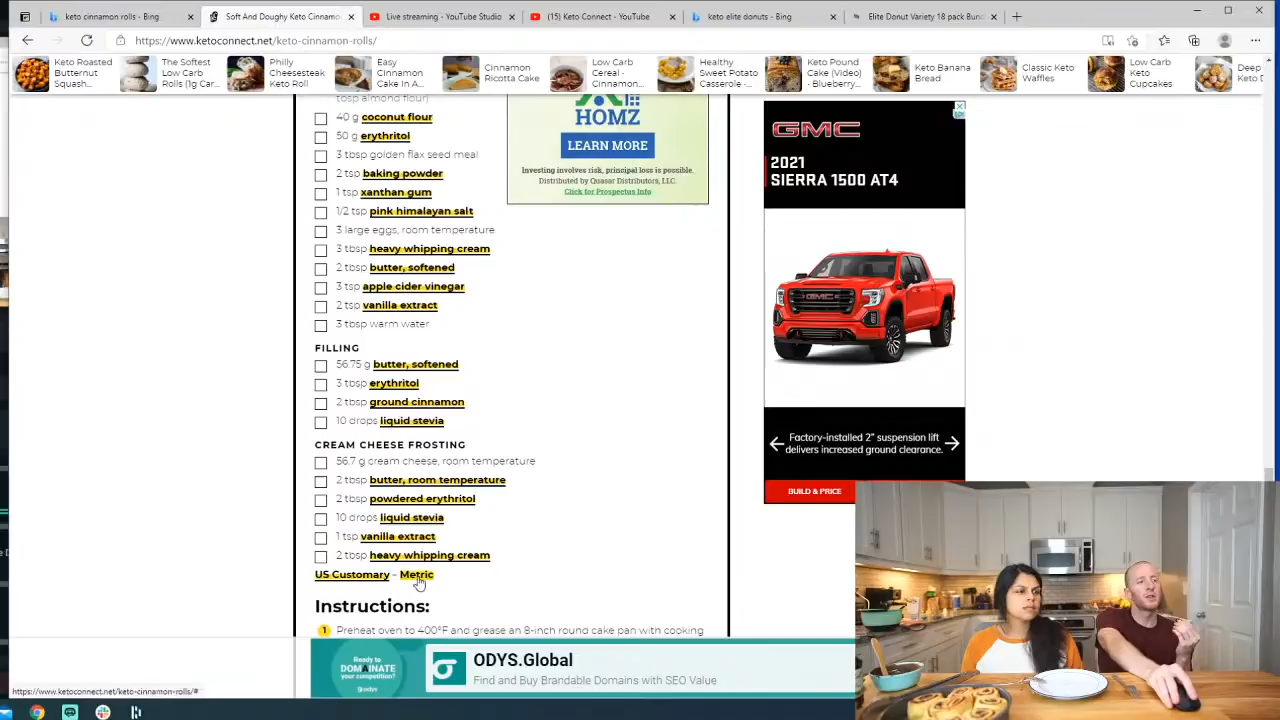 keto cinnamon rolls - Bing
Soft And Doughy Keto Cinnamo
Live streaming - YouTube Studio
(15) Keto Connect - YouTube
keto elite donuts - Bing
Elite Donut Variety 18 pack Bund
https://www.ketoconnect.net/keto-cinnamon-rolls/
Keto Roasted
Butternut
Squash...
The Softest
Low Carb
Rolls (1g Car...
Philly
Cheesesteak
Keto Roll
Easy
Cinnamon
Cake In A...
Cinnamon
Ricotta Cake
Low Carb
Cereal -
Cinnamon...
Healthy
Sweet Potato
Casserole -...
Keto Pound
Cake (Video)
- Blueberry...
Keto Banana
Bread
Classic Keto
Waffles
Low Carb
Keto
Cupcakes
Deep
Keto D
tbsp almond flour)
40 g coconut flour
50 g erythritol
3 tbsp golden flax seed meal
2 tsp baking powder
1 tsp xanthan gum
1/2 tsp pink himalayan salt
3 large eggs, room temperature
3 tbsp heavy whipping cream
2 tbsp butter, softened
3 tsp apple cider vinegar
2 tsp vanilla extract
3 tbsp warm water
FILLING
56.75 g butter, softened
3 tbsp erythritol
2 tbsp ground cinnamon
10 drops liquid stevia
CREAM CHEESE FROSTING
56.7 g cream cheese, room temperature
2 tbsp butter, room temperature
2 tbsp powdered erythritol
10 drops liquid stevia
1 tsp vanilla extract
2 tbsp heavy whipping cream
US Customary - Metric
Instructions:
1 Preheat oven to 400°F and grease an 8-inch round cake pan with cooking
HOMZ
LEARN MORE
Investing involves risk, principal loss is possible.
Distributed by Quasar Distributors, LLC.
Click for Prospectus Info
GMC
2021
SIERRA 1500 AT4
GMC
Factory-installed 2" suspension lift
delivers increased ground clearance.
BUILD & PRICE
Ready to
DOMINATE
your competition?
odys
ODYS.Global
Find and Buy Brandable Domains with SEO Value
https://www.ketoconnect.net/keto-cinnamon-rolls/#